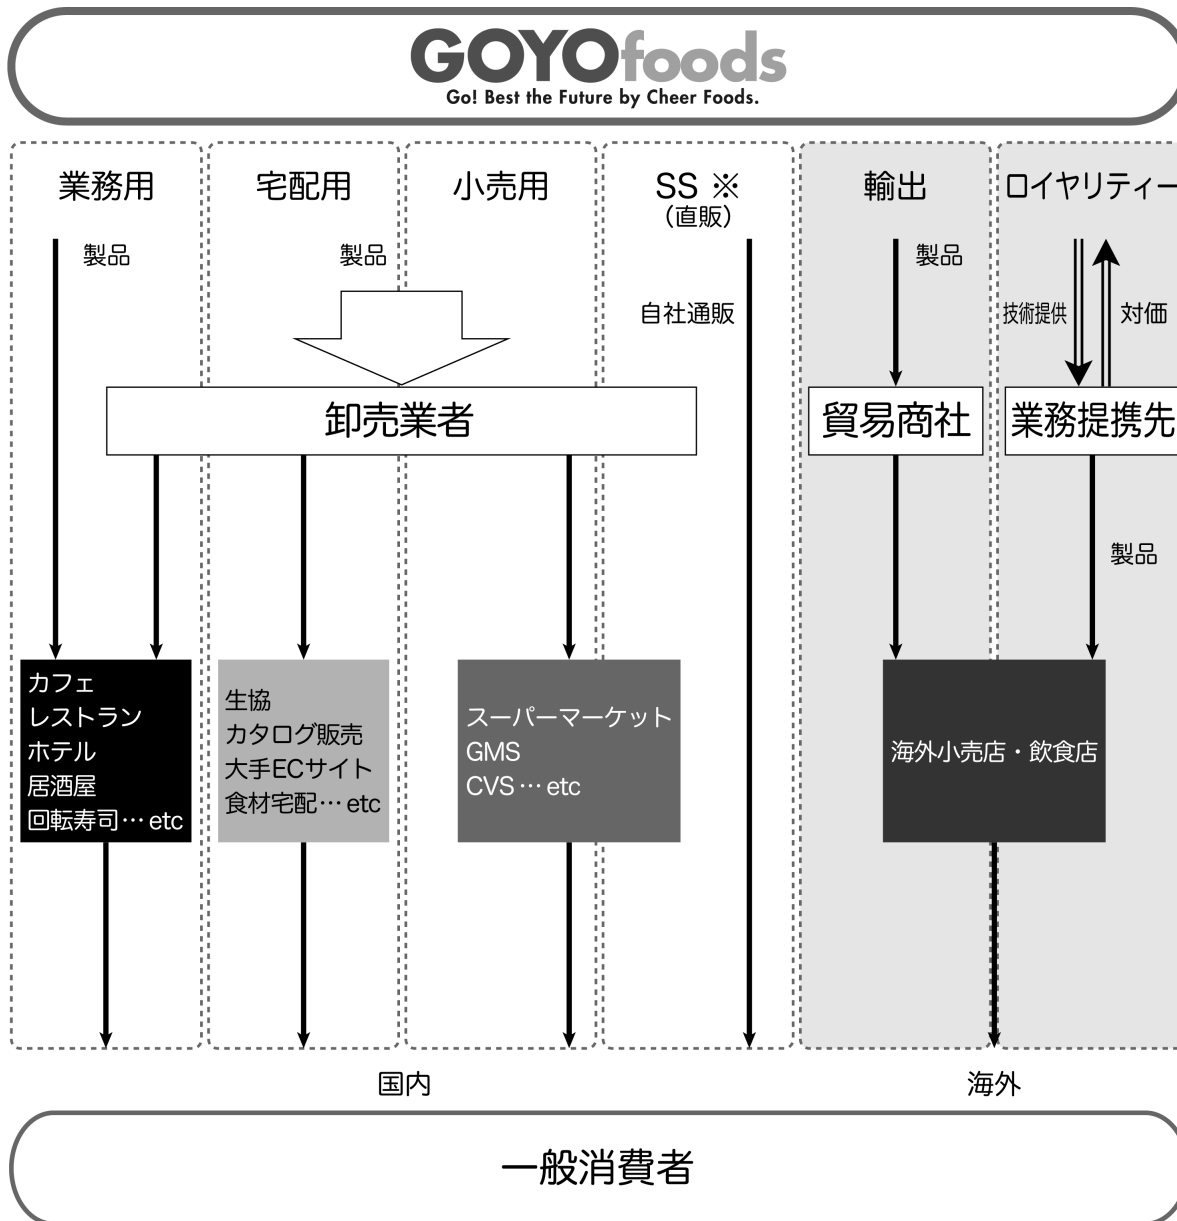 GOYOfoods
Go! Best the Future by Cheer Foods.
業務用
宅配用
小売用
SS ※
（直販）
輸出
ロイヤリティー
製品
製品
自社通販
製品
技術提供
対価
卸売業者
貿易商社
業務提携先
製品
カフェ
レストラン
ホテル
居酒屋
回転寿司… etc
生協
カタログ販売
大手ECサイト
食材宅配… etc
スーパーマーケット
GMS
CVS … etc
海外小売店・飲食店
国内
海外
一般消費者